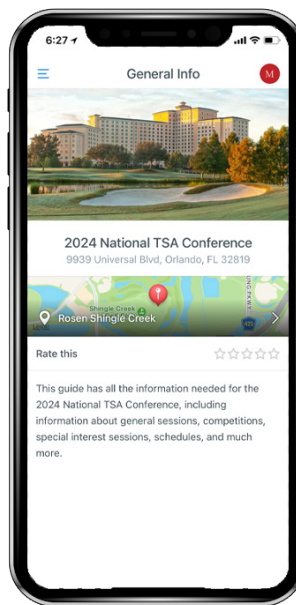 6:27
General Info
M
2024 National TSA Conference
9939 Universal Blvd, Orlando, FL 32819
Shingle Creek
Rosen Shingle Creek
Rate this
This guide has all the information needed for the
2024 National TSA Conference, including
information about general sessions, competitions,
special interest sessions, schedules, and much
more.